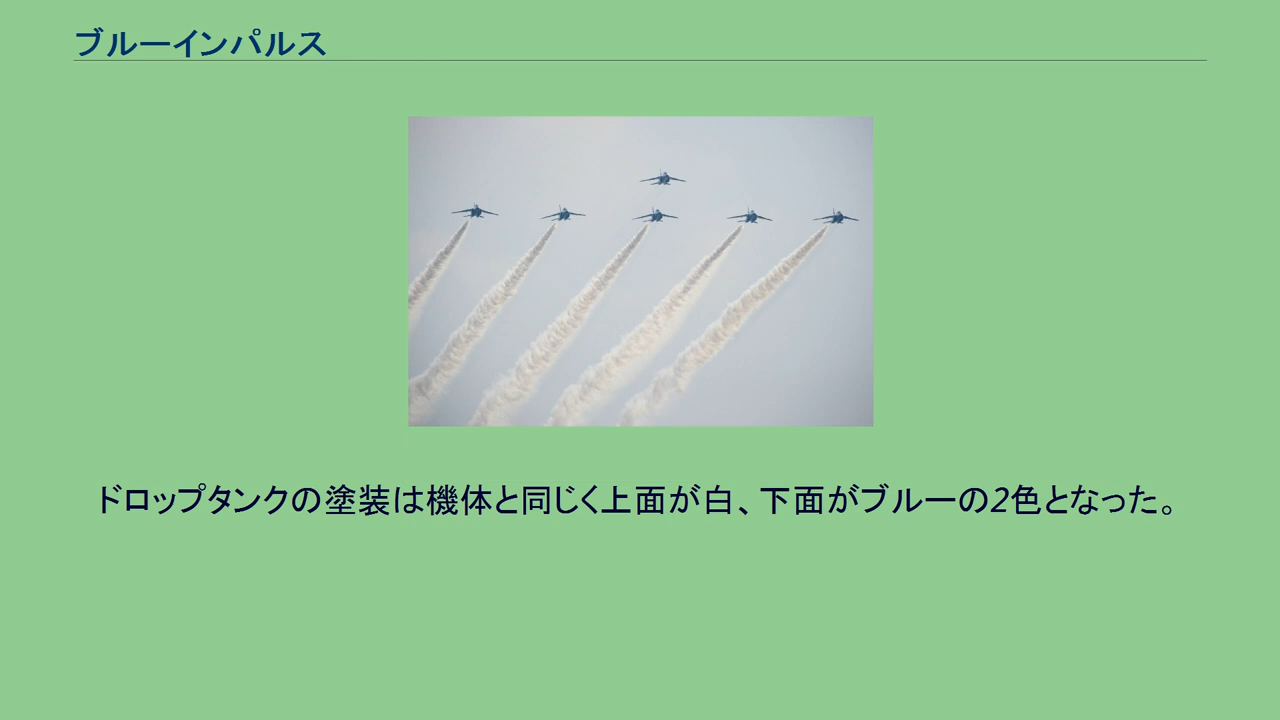 ブルーインパルス
ドロップタンクの塗装は機体と同じく上面が白、下面がブルーの2色となった。